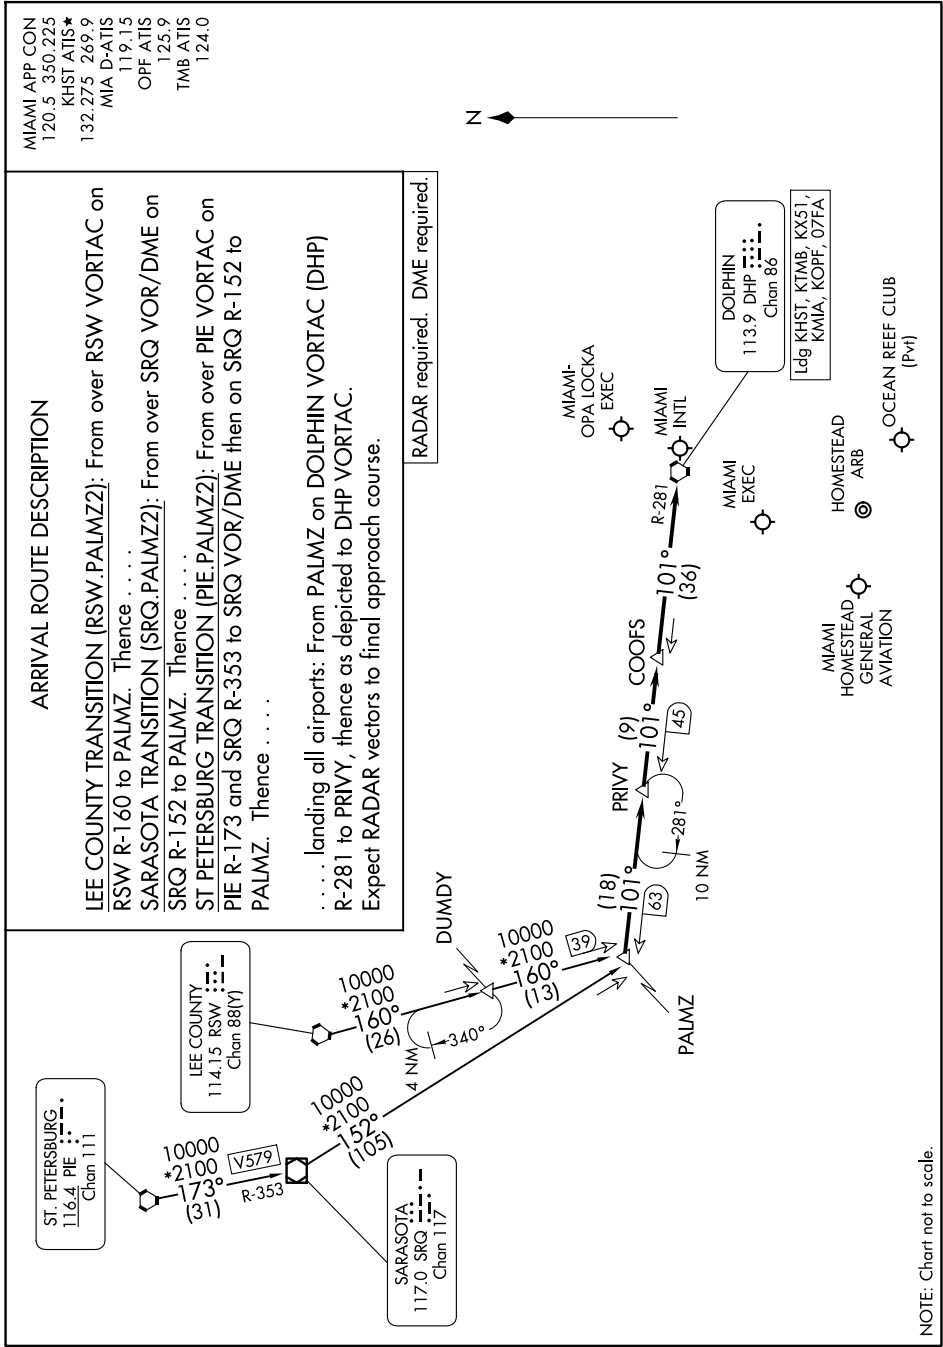 MIAMI APP CON
120.5 350.225
KHST ATIS★
132.275 269.9
MIA D-ATIS
119.15
OPF ATIS
125.9
TMB ATIS
124.0
ARRIVAL ROUTE DESCRIPTION
LEE COUNTY TRANSITION (RSW.PALMZ2): From over RSW VORTAC on
RSW R-160 to PALMZ. Thence . . . .
SARASOTA TRANSITION (SRQ.PALMZ2): From over SRQ VOR/DME on
SRQ R-152 to PALMZ. Thence . . . .
ST PETERSBURG TRANSITION (PIE.PALMZ2): From over PIE VORTAC on
PIE R-173 and SRQ R-353 to SRQ VOR/DME then on SRQ R-152 to
PALMZ. Thence . . . .
. . . . landing all airports: From PALMZ on DOLPHIN VORTAC (DHP)
R-281 to PRIVY, thence as depicted to DHP VORTAC.
Expect RADAR vectors to final approach course.
RADAR required. DME required.
N
ST. PETERSBURG
116.4 PIE
Chan 111
10000
*2100
173°
(31)
V579
R-353
SARASOTA
117.0 SRQ
Chan 117
LEE COUNTY
114.15 RSW
Chan 88(Y)
10000
*2100
160°
(26)
10000
*2100
152°
(105)
4 NM
340°
DUMDY
10000
*2100
160°
(13)
39
PALMZ
63
(18)
101°
10 NM
281°
PRIVY
45
(9)
101°
COOFS
101°
(36)
R-281
MIAMI-
OPA LOCKA
EXEC
MIAMI
INTL
MIAMI
EXEC
DOLPHIN
113.9 DHP
Chan 86
Ldg KHST, KTMB, KX51,
KMIA, KOPF, 07FA
HOMESTEAD
ARB
OCEAN REEF CLUB
(Pvt)
MIAMI
HOMESTEAD
GENERAL
AVIATION
NOTE: Chart not to scale.